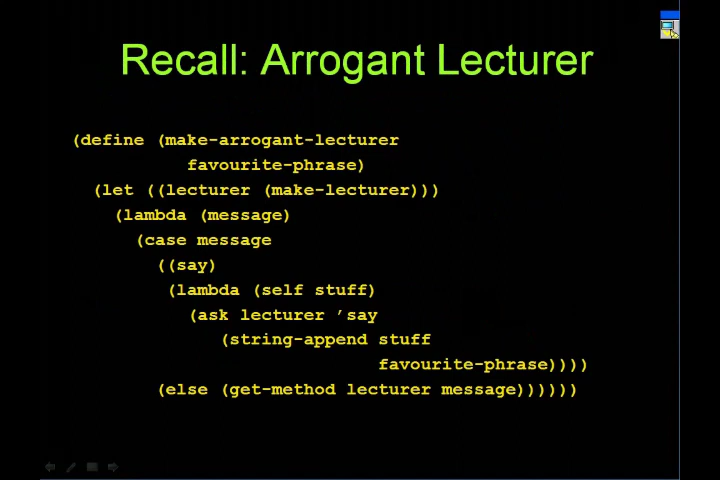 Recall: Arrogant Lecturer
(define (make-arrogant-lecturer
favourite-phrase)
(let ((lecturer (make-lecturer)))
(lambda (message)
(case message
((say)
(lambda (self stuff)
(ask lecturer ’say
(string-append stuff
favourite-phrase))))
(else (get-method lecturer message))))))